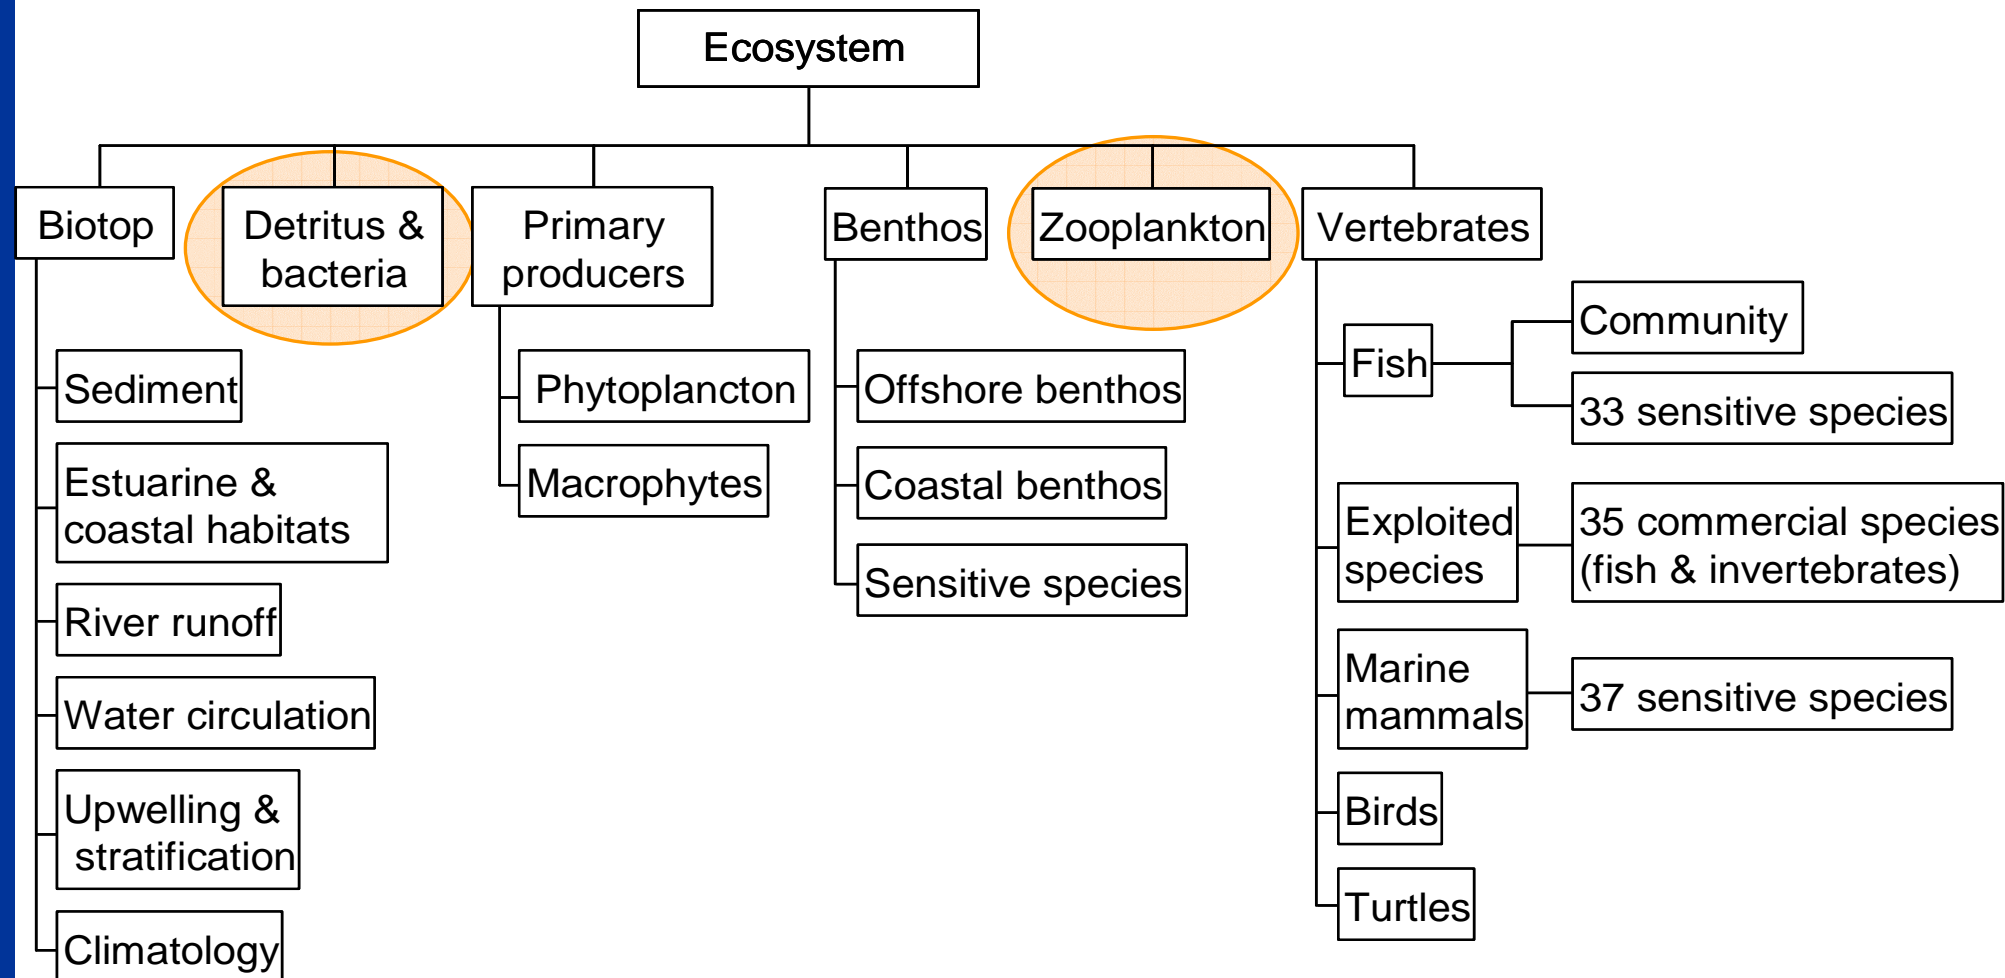 Ecosystem
Biotop
Detritus &
bacteria
Primary
producers
Benthos
Zooplankton
Vertebrates
Sediment
Estuarine &
coastal habitats
River runoff
Water circulation
Upwelling &
stratification
Climatology
Phytoplancton
Macrophytes
Offshore benthos
Coastal benthos
Sensitive species
Fish
Community
33 sensitive species
Exploited
species
35 commercial species
(fish & invertebrates)
Marine
mammals
37 sensitive species
Birds
Turtles